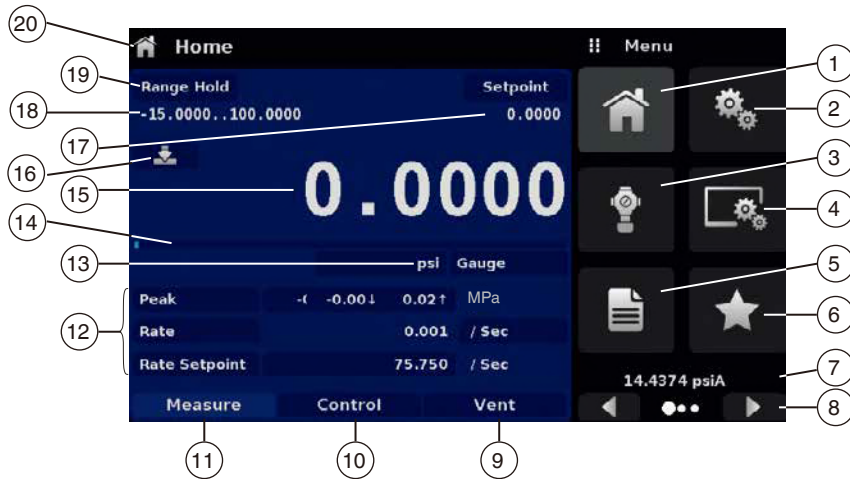 20
Home
Menu
19
Range Hold
Setpoint
1
18
-15.0000..100.0000
0.0000
2
17
16
3
15
0.0000
4
14
13
psi Gauge
5
12
Peak -( -0.00↓ 0.02↑ MPa
6
Rate 0.001 / Sec
Rate Setpoint 75.750 / Sec
14.4374 psiA
7
Measure Control Vent
8
11
10
9